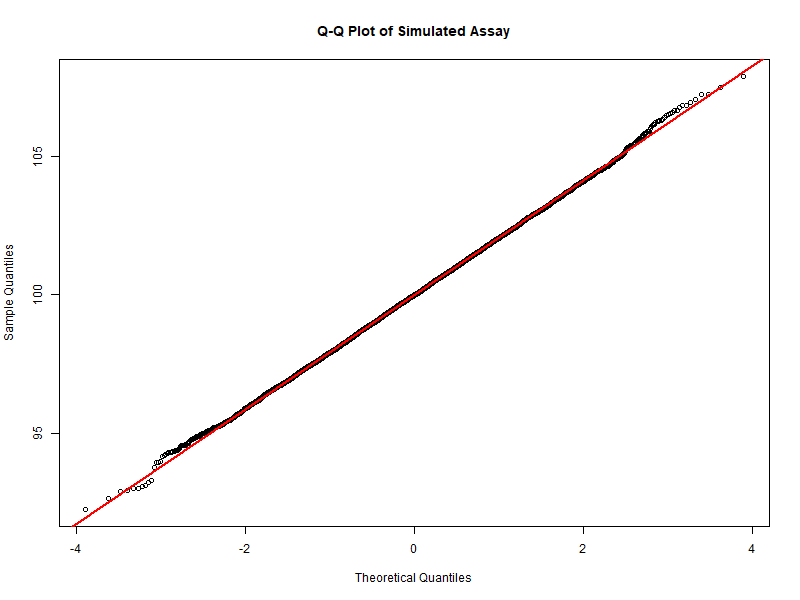 Q-Q Plot of Simulated Assay
Sample Quantiles
105
100
95
-4 -2 0 2 4
Theoretical Quantiles